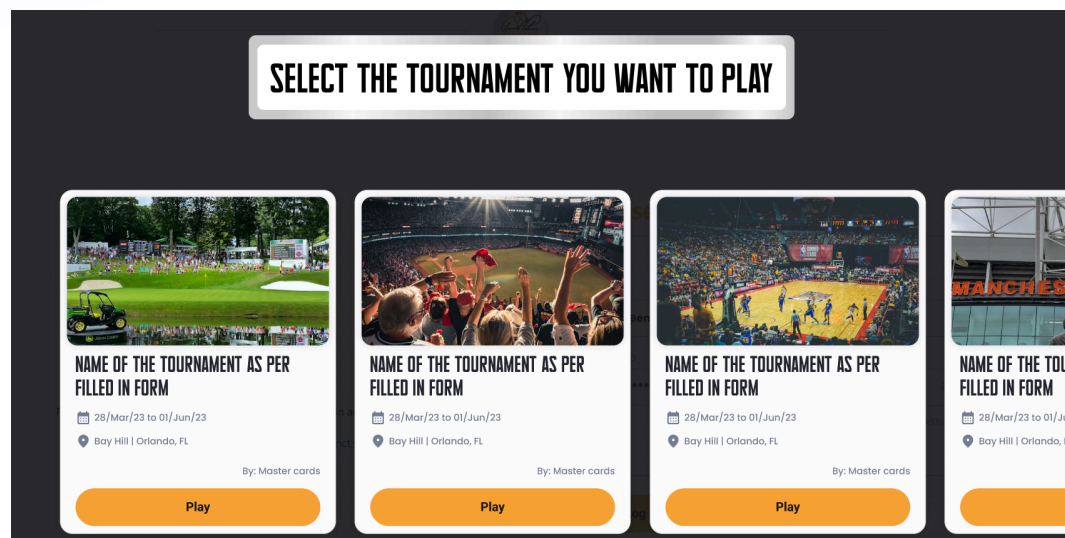 SELECT THE TOURNAMENT YOU WANT TO PLAY
NAME OF THE TOURNAMENT AS PER
FILLED IN FORM
28/Mar/23 to 01/Jun/23
Bay Hill | Orlando, FL
By: Master cards
Play
NAME OF THE TOURNAMENT AS PER
FILLED IN FORM
28/Mar/23 to 01/Jun/23
Bay Hill | Orlando, FL
By: Master cards
Play
NAME OF THE TOURNAMENT AS PER
FILLED IN FORM
28/Mar/23 to 01/Jun/23
Bay Hill | Orlando, FL
By: Master cards
Play
MANCHES
NAME OF THE TOU
FILLED IN FORM
28/Mar/23 to 01/Ju
Bay Hill | Orlando,